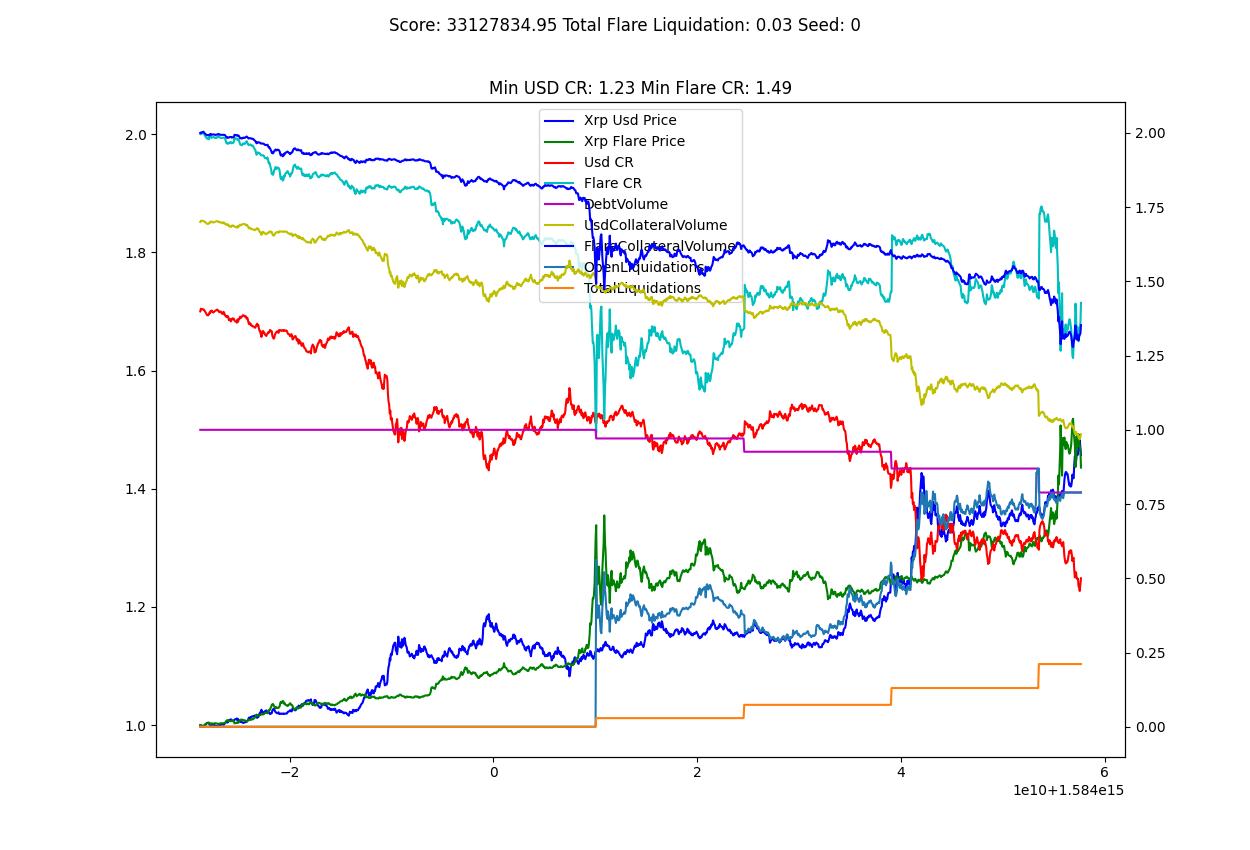 Score: 33127834.95 Total Flare Liquidation: 0.03 Seed: 0
Min USD CR: 1.23 Min Flare CR: 1.49
Xrp Usd Price
Xrp Flare Price
Usd CR
Flare CR
DebtVolume
UsdCollateralVolume
FlareCollateralVolume
OpenLiquidations
TotalLiquidations
2.0
1.8
1.6
1.4
1.2
1.0
2.00
1.75
1.50
1.25
1.00
0.75
0.50
0.25
0.00
−2
0
2
4
6
1e10+1.584e15